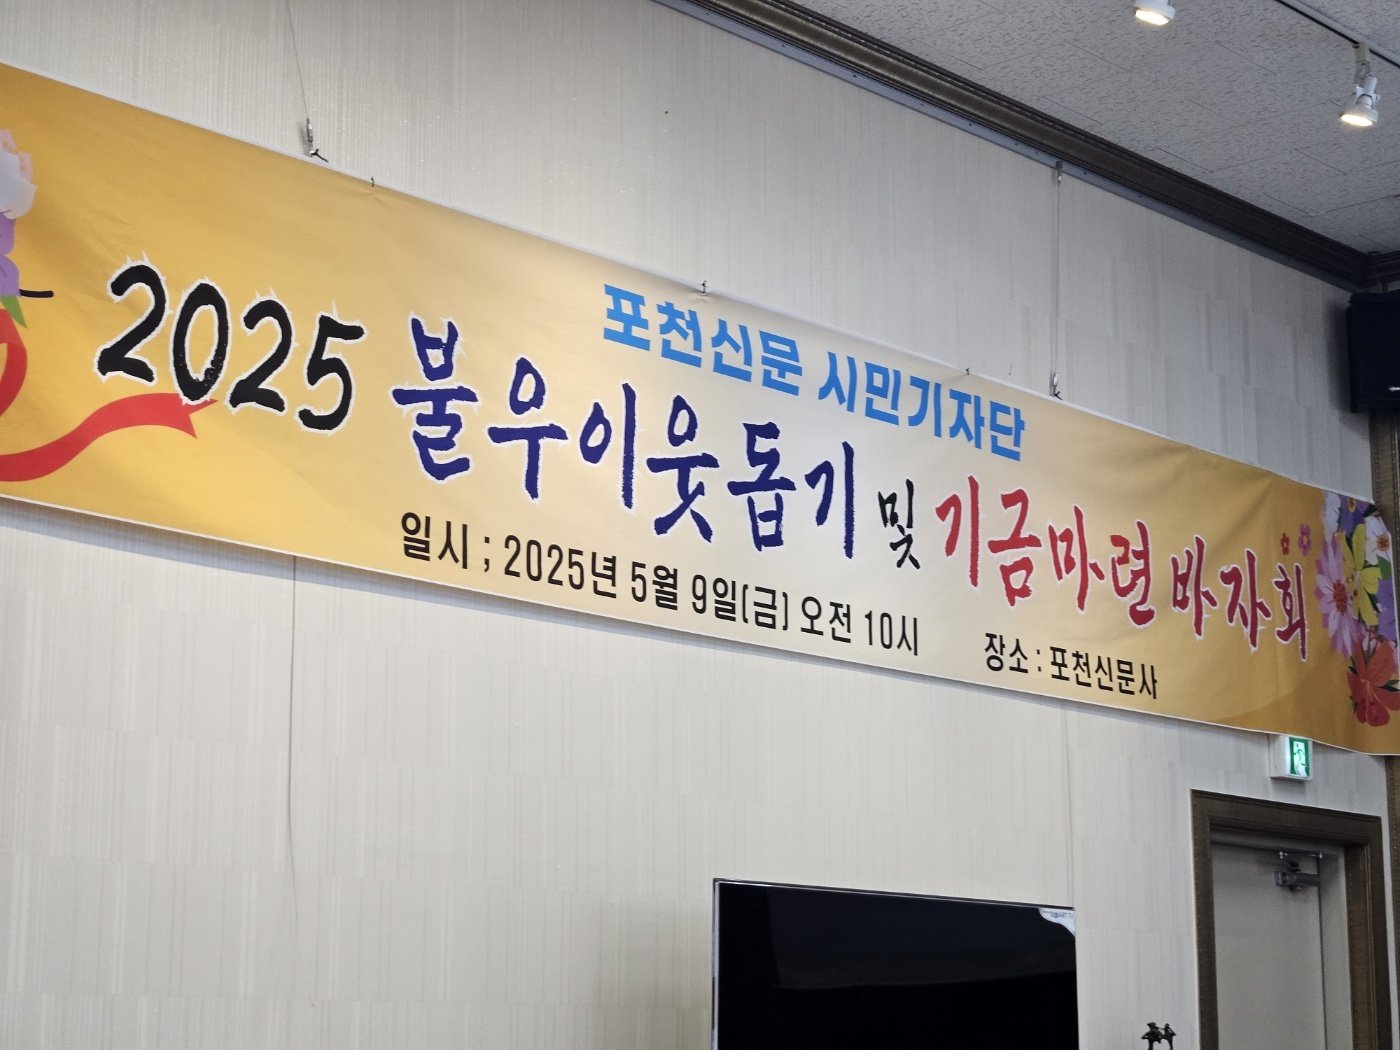 포천신문 시민기자단
2025 불우이웃돕기 및 기금마련 바자회
일시 ; 2025년 5월 9일(금) 오전 10시 장소 : 포천신문사